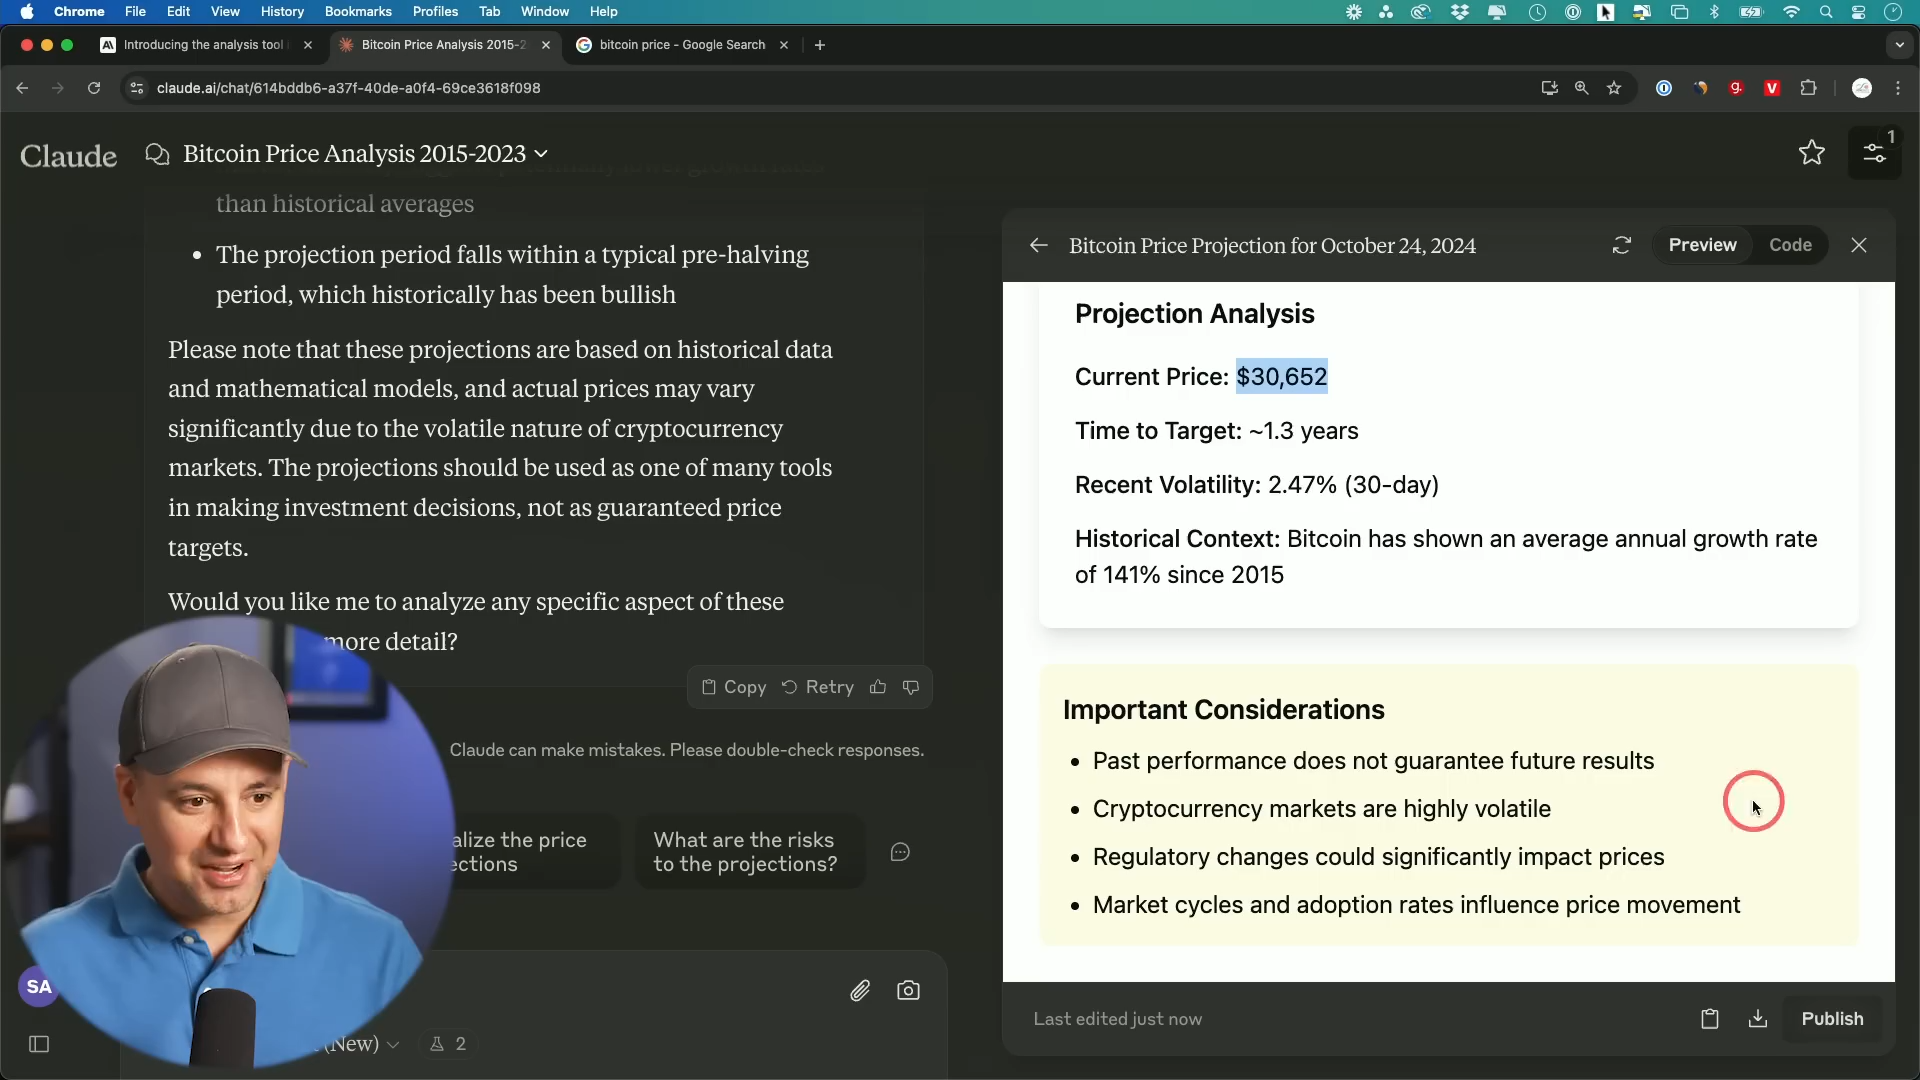 Chrome File Edit View History Bookmarks Profiles Tab Window Help
Introducing the analysis tool
Bitcoin Price Analysis 2015-2
bitcoin price - Google Search
claude.ai/chat/614bddb6-a37f-40de-a0f4-69ce3618f098
Claude
Bitcoin Price Analysis 2015-2023
1
than historical averages
• The projection period falls within a typical pre-halving
period, which historically has been bullish
Please note that these projections are based on historical data
and mathematical models, and actual prices may vary
significantly due to the volatile nature of cryptocurrency
markets. The projections should be used as one of many tools
in making investment decisions, not as guaranteed price
targets.
Would you like me to analyze any specific aspect of these
more detail?
Copy Retry
Claude can make mistakes. Please double-check responses.
alize the price
ections
What are the risks
to the projections?
SA
(New)
2
Bitcoin Price Projection for October 24, 2024
Preview Code
Projection Analysis
Current Price: $30,652
Time to Target: ~1.3 years
Recent Volatility: 2.47% (30-day)
Historical Context: Bitcoin has shown an average annual growth rate
of 141% since 2015
Important Considerations
• Past performance does not guarantee future results
• Cryptocurrency markets are highly volatile
• Regulatory changes could significantly impact prices
• Market cycles and adoption rates influence price movement
Last edited just now
Publish